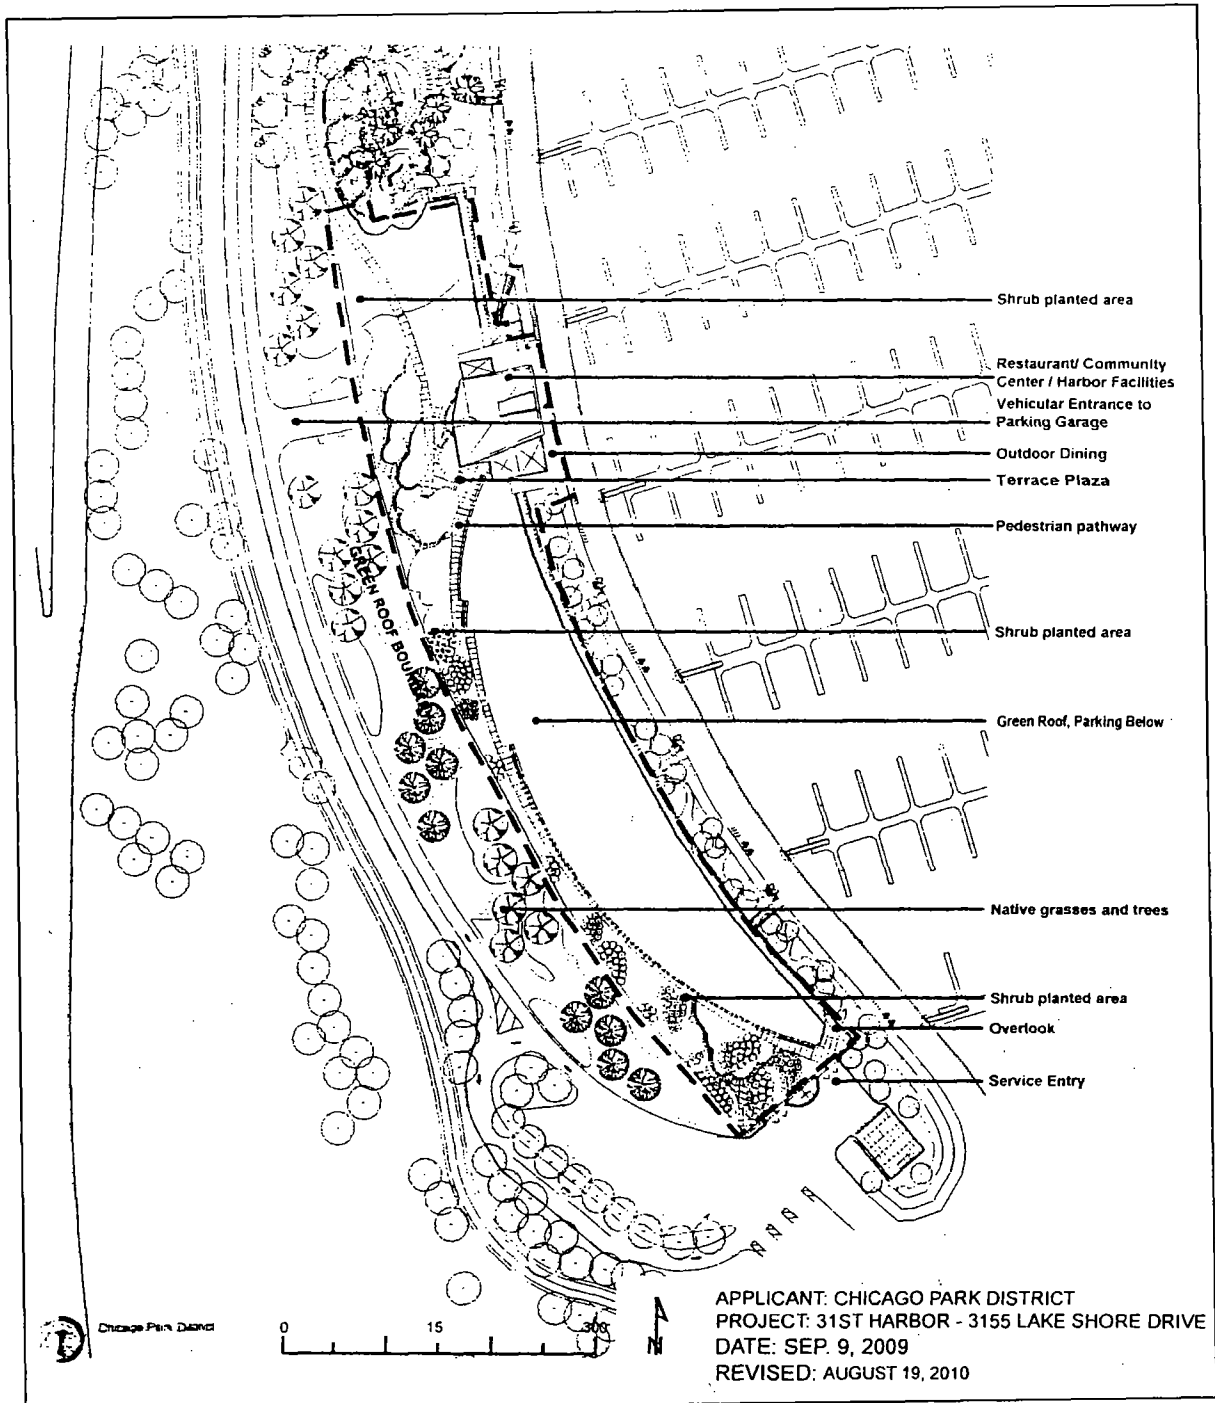 Shrub planted area
Restaurant/ Community
Center / Harbor Facilities
Vehicular Entrance to
Parking Garage
Outdoor Dining
Terrace Plaza
Pedestrian pathway
GREEN ROOF
Shrub planted area
Green Roof, Parking Below
Native grasses and trees
Shrub planted area
Overlook
Service Entry
Chicago Park District
0 15 300
N
APPLICANT: CHICAGO PARK DISTRICT
PROJECT: 31ST HARBOR - 3155 LAKE SHORE DRIVE
DATE: SEP. 9, 2009
REVISED: AUGUST 19, 2010